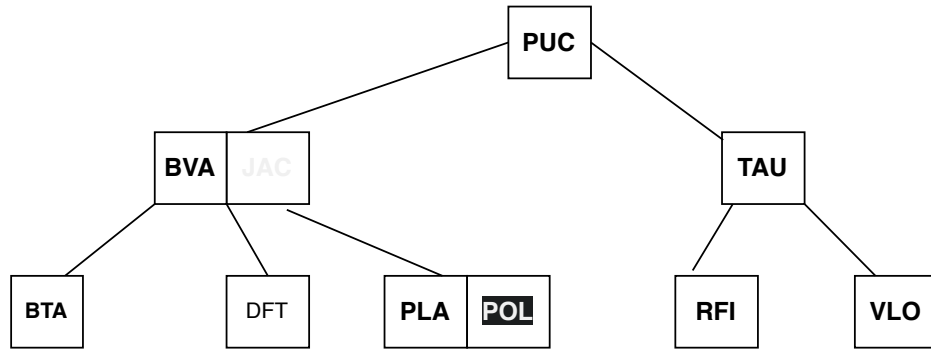 PUC
BVA JAC TAU
BTA DFT PLA POL RFI VLO